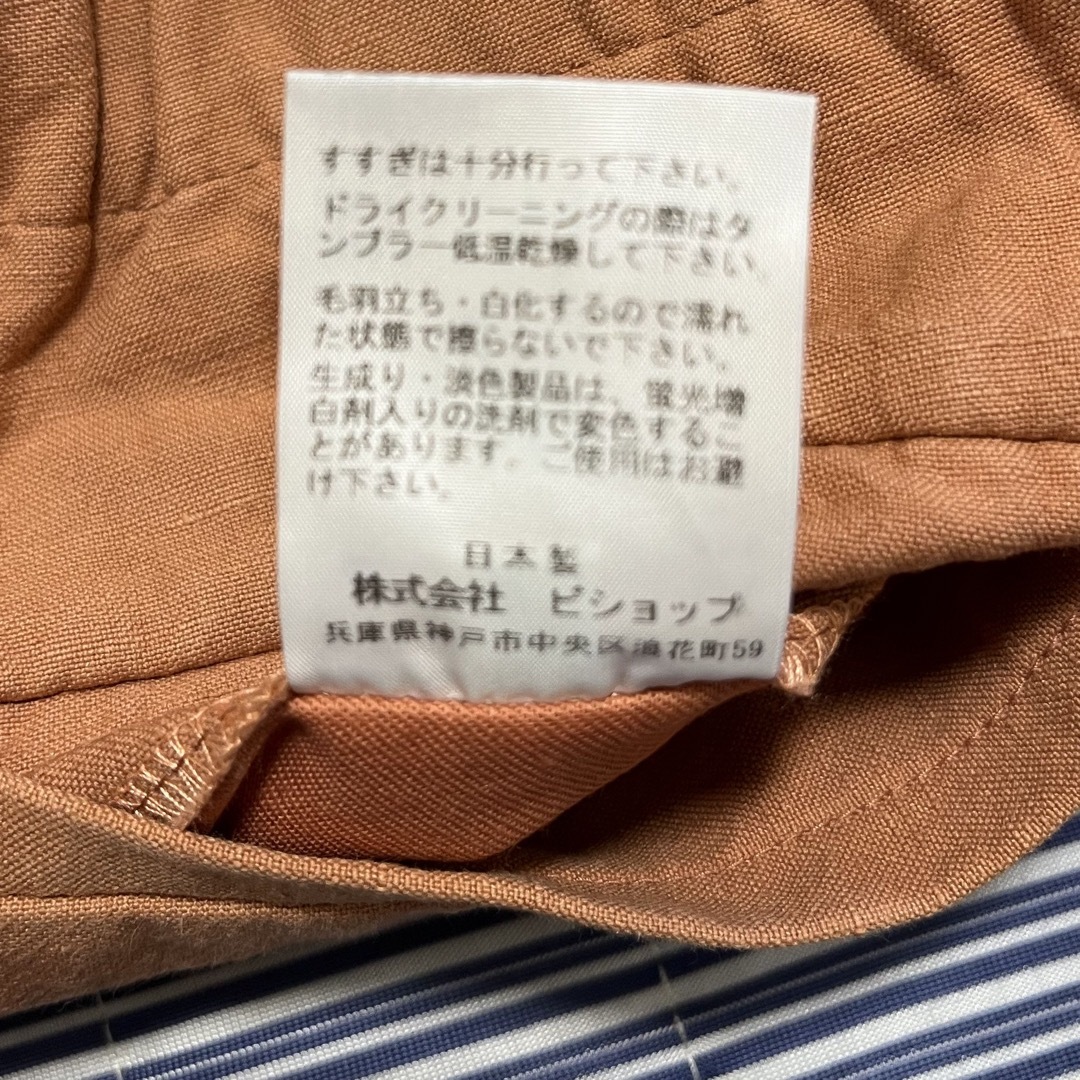 すすぎは十分行って下さい。
ドライクリーニングの際はタ
ンブラー低温乾燥して下さい。
毛羽立ち・白化するので濡れ
た状態で擦らないで下さい。
生成り・淡色製品は、蛍光増
白剤入りの洗剤で変色するこ
とがあります。ご使用はお避
け下さい。
日本製
株式会社 ビショップ
兵庫県神戸市中央区浪花町59